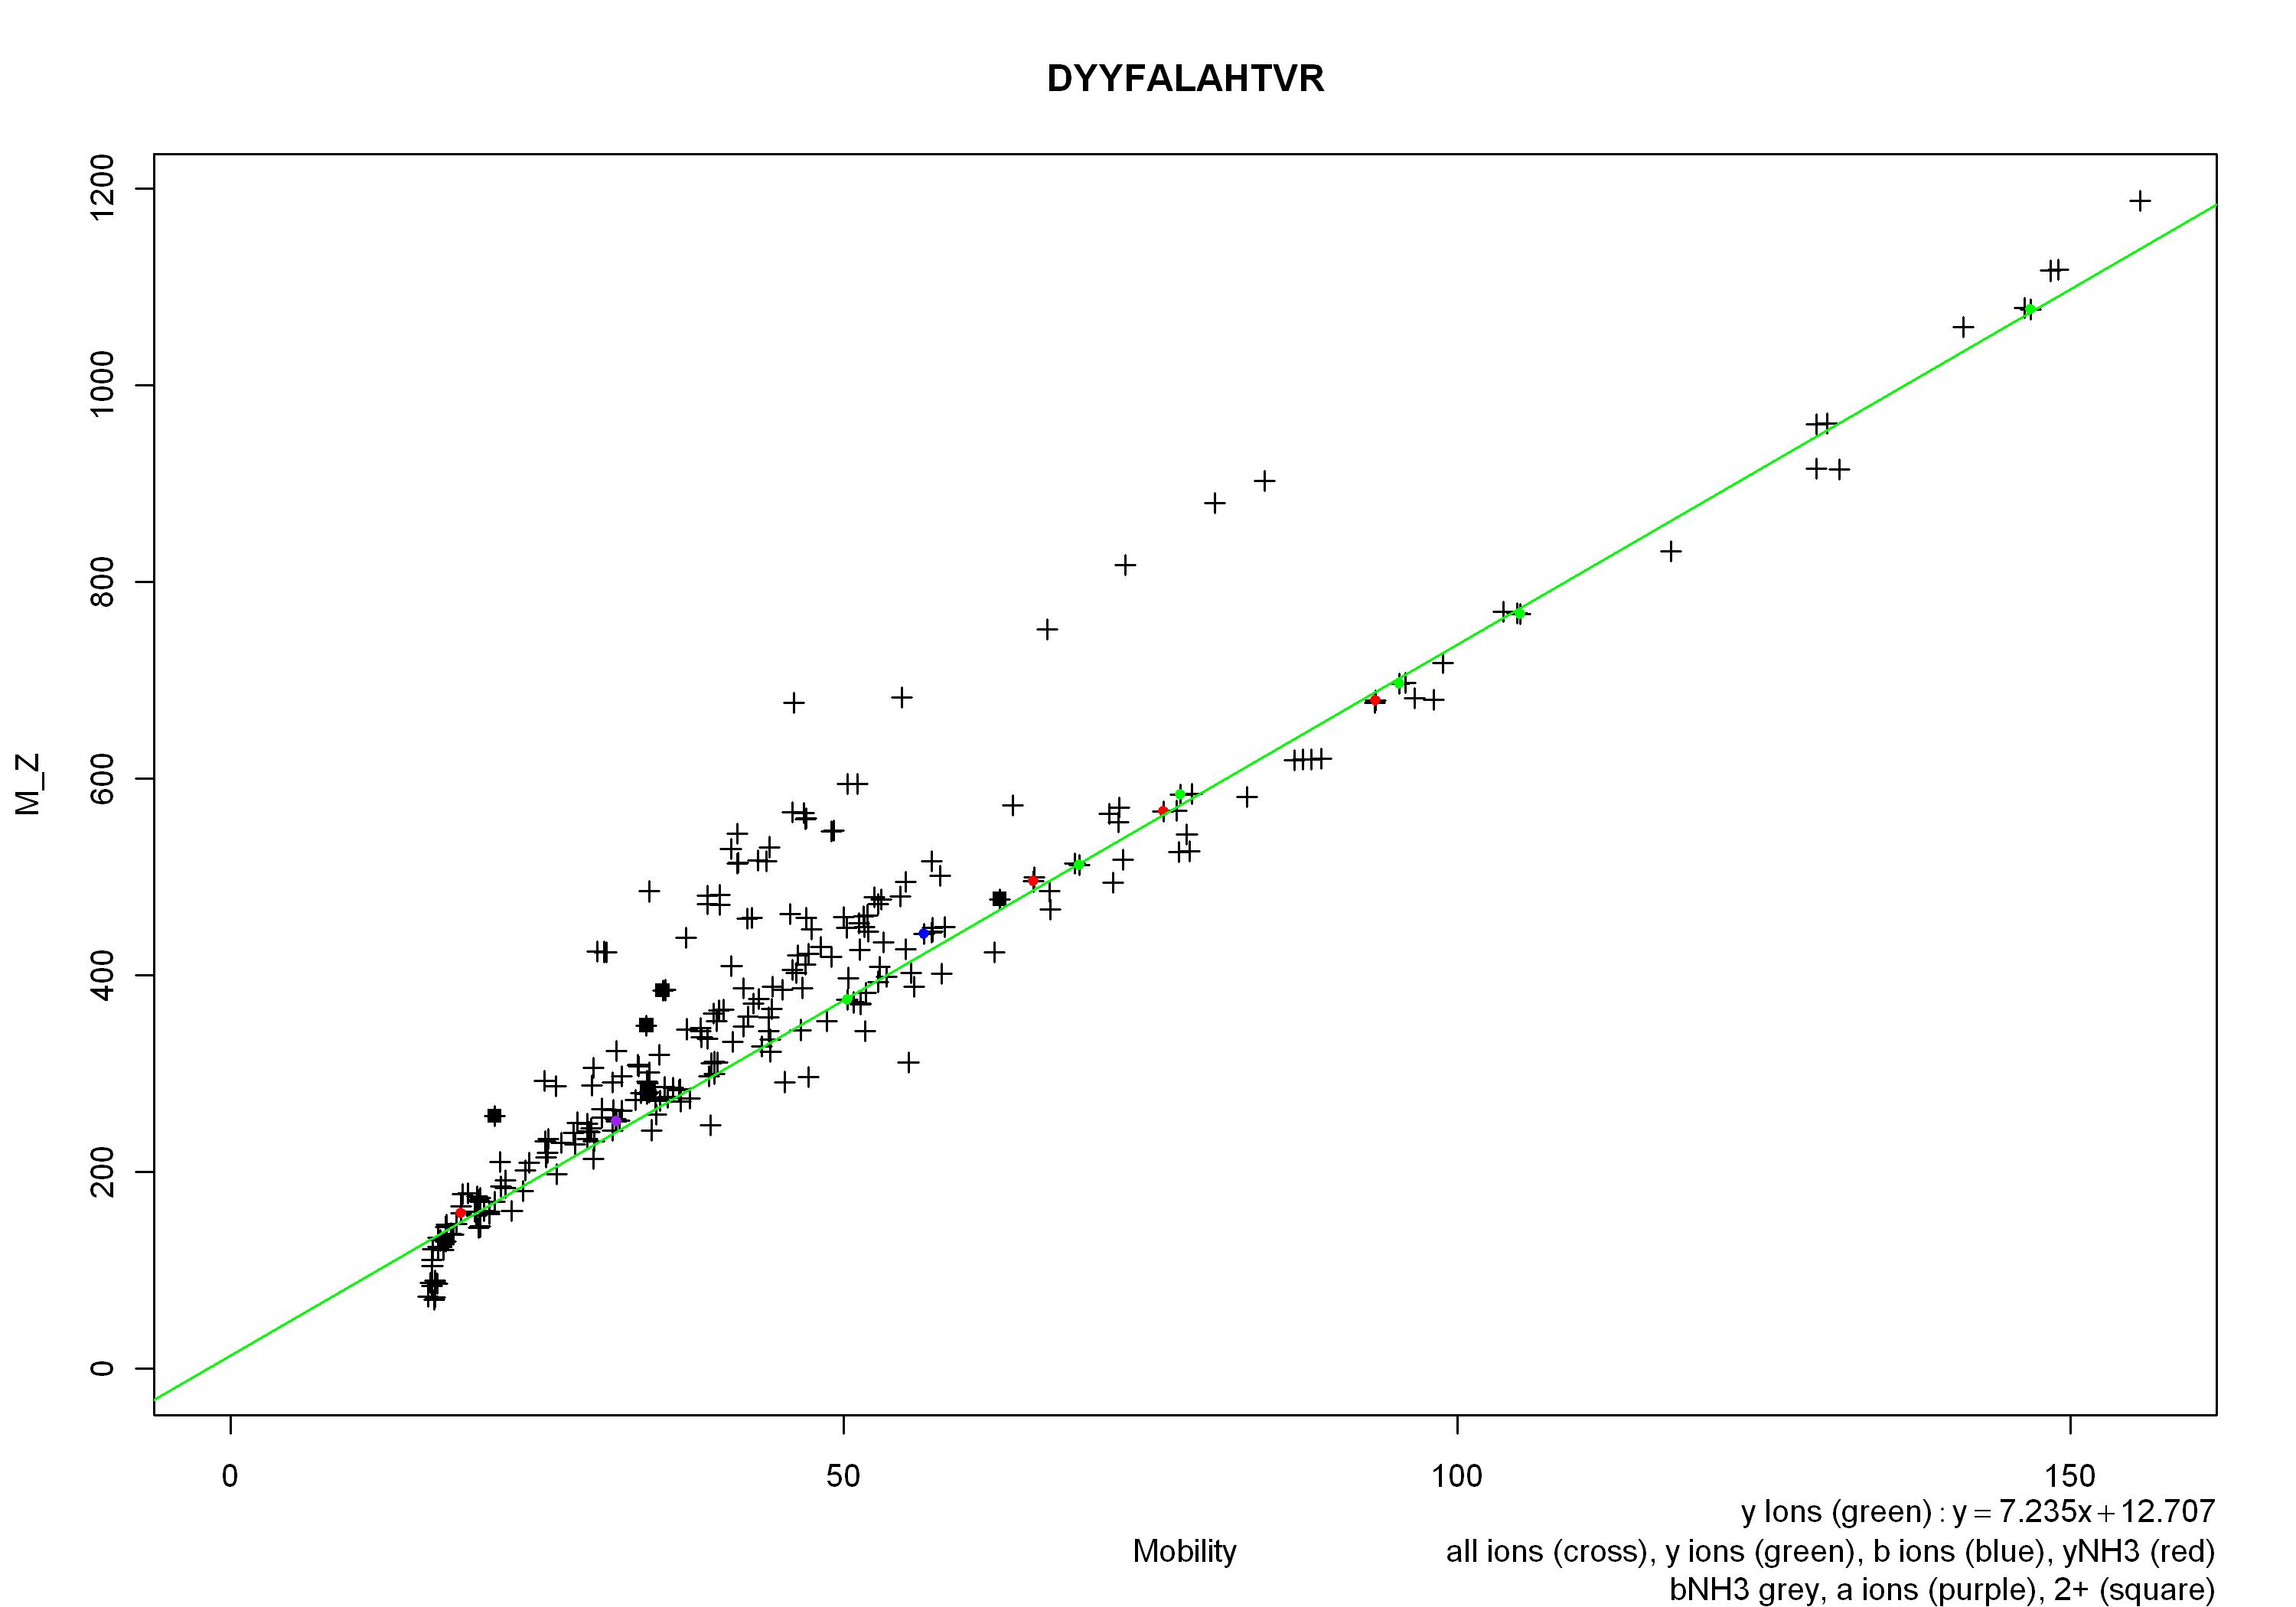 DYYFALAHTVR
1200
1000
800
600
400
200
0
M_Z
0 50 100 150
y Ions (green) : y = 7.235x + 12.707
Mobility
all ions (cross), y ions (green), b ions (blue), yNH3 (red)
bNH3 grey, a ions (purple), 2+ (square)